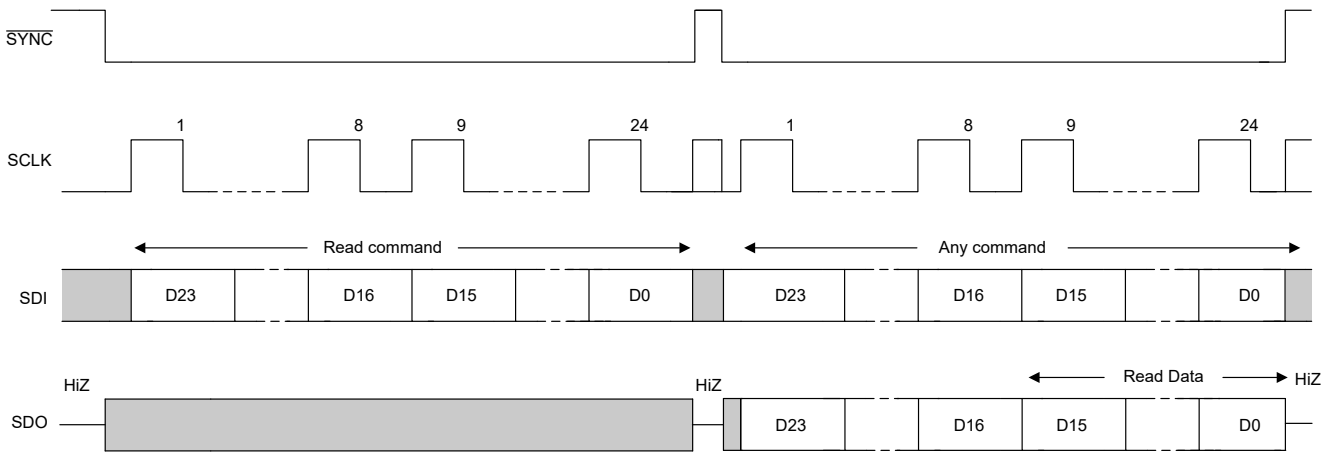 SYNC
1 8 9 24 1 8 9 24
SCLK
Read command Any command
SDI D23 D16 D15 D0 D23 D16 D15 D0
HiZ HiZ Read Data HiZ
SDO D23 D16 D15 D0